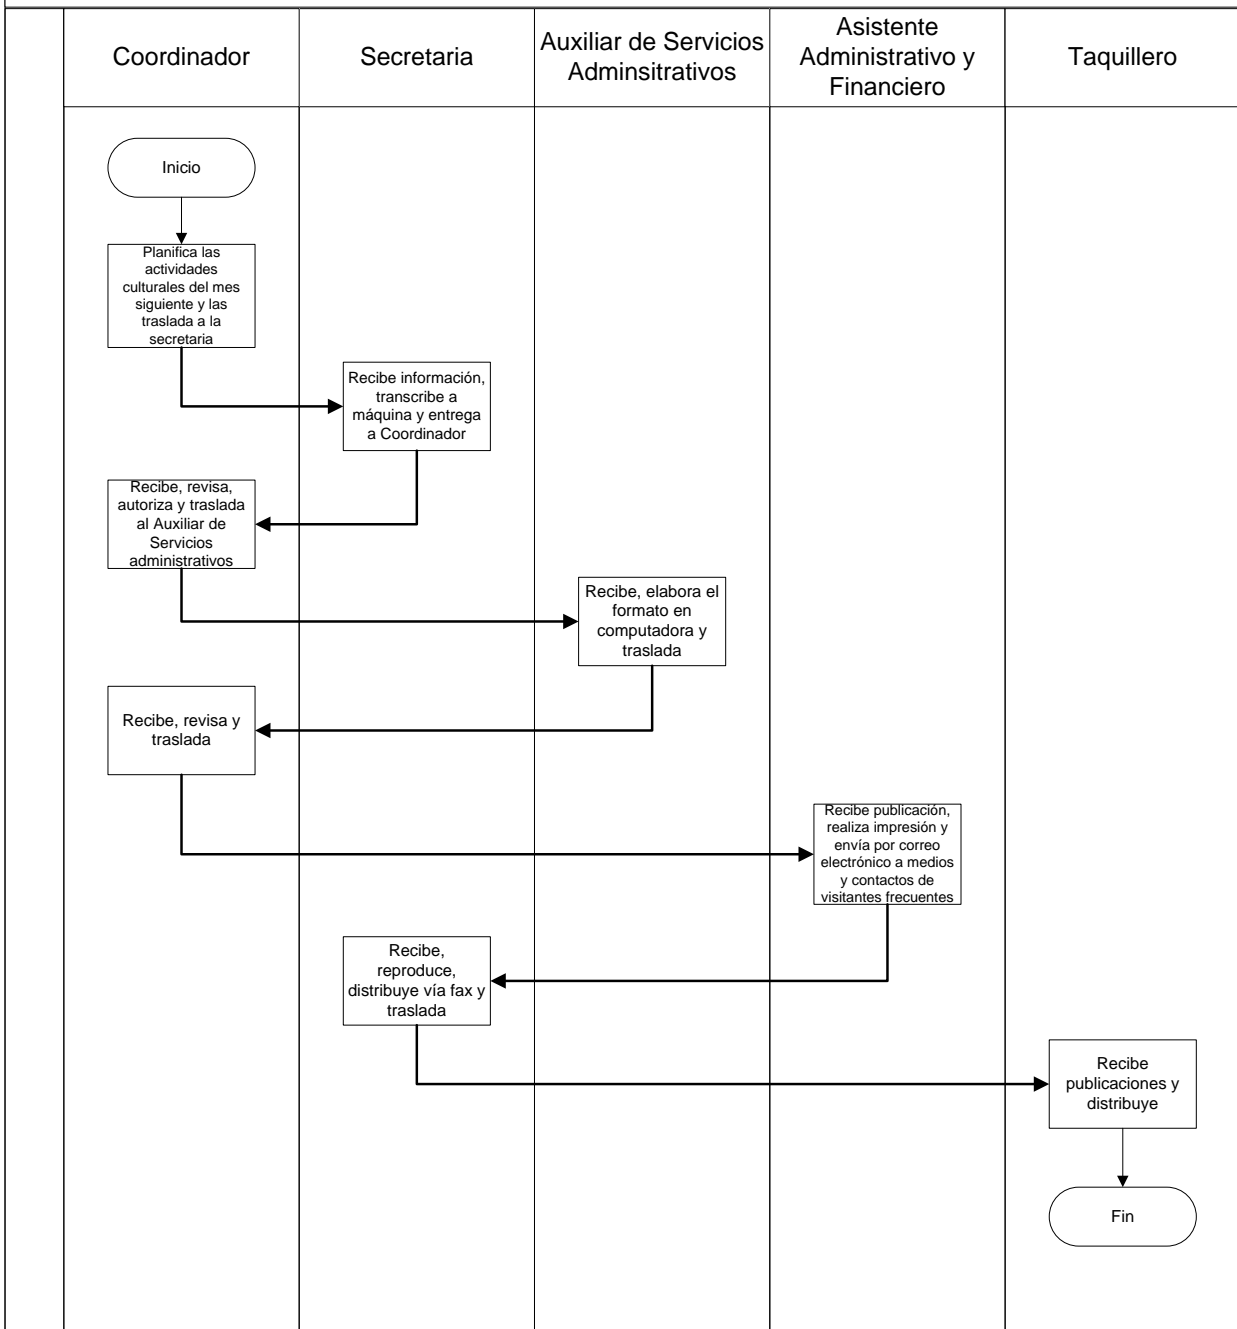 Coordinador
Secretaria
Auxiliar de Servicios
Adminsitrativos
Asistente
Administrativo y
Financiero
Taquillero
Inicio
Planifica las
actividades
culturales del mes
siguiente y las
traslada a la
secretaria
Recibe información,
transcribe a
máquina y entrega
a Coordinador
Recibe, revisa,
autoriza y traslada
al Auxiliar de
Servicios
administrativos
Recibe, elabora el
formato en
computadora y
traslada
Recibe, revisa y
traslada
Recibe publicación,
realiza impresión y
envía por correo
electrónico a medios
y contactos de
visitantes frecuentes
Recibe,
reproduce,
distribuye vía fax y
traslada
Recibe
publicaciones y
distribuye
Fin